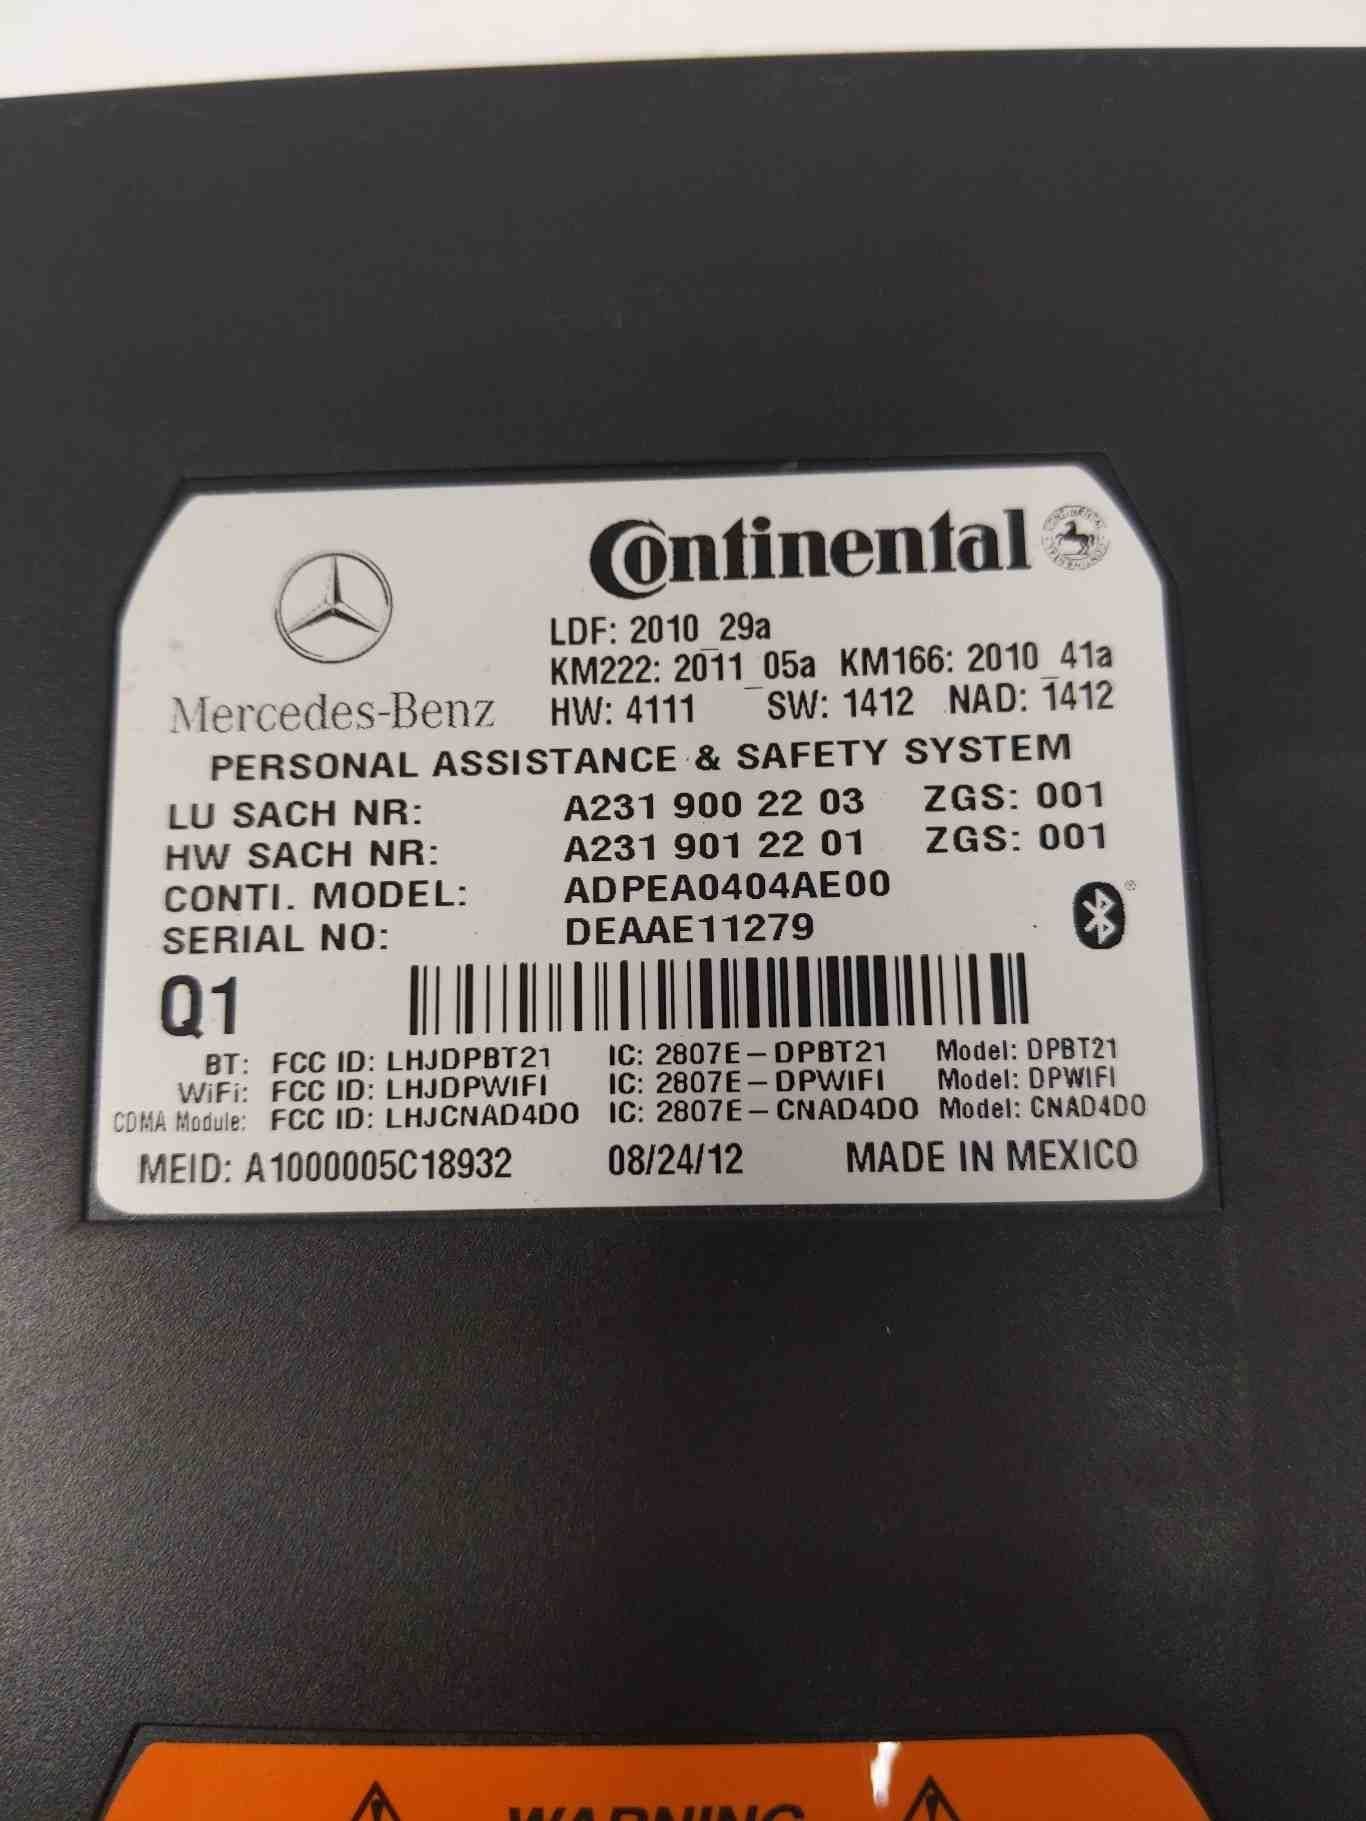 Continental
Mercedes-Benz
LDF: 2010_29a
KM222: 2011_05a KM166: 2010_41a
HW: 4111 SW: 1412 NAD: 1412
PERSONAL ASSISTANCE & SAFETY SYSTEM
LU SACH NR: A231 900 22 03 ZGS: 001
HW SACH NR: A231 901 22 01 ZGS: 001
CONTI. MODEL: ADPEA0404AE00
SERIAL NO: DEAAE11279
Q1
BT: FCC ID: LHJDPBT21 IC: 2807E-DPBT21 Model: DPBT21
WiFi: FCC ID: LHJDPWIFI IC: 2807E-DPWIFI Model: DPWIFI
CDMA Module: FCC ID: LHJCNAD4DO IC: 2807E-CNAD4DO Model: CNAD4DO
MEID: A1000005C18932 08/24/12 MADE IN MEXICO
WARNING